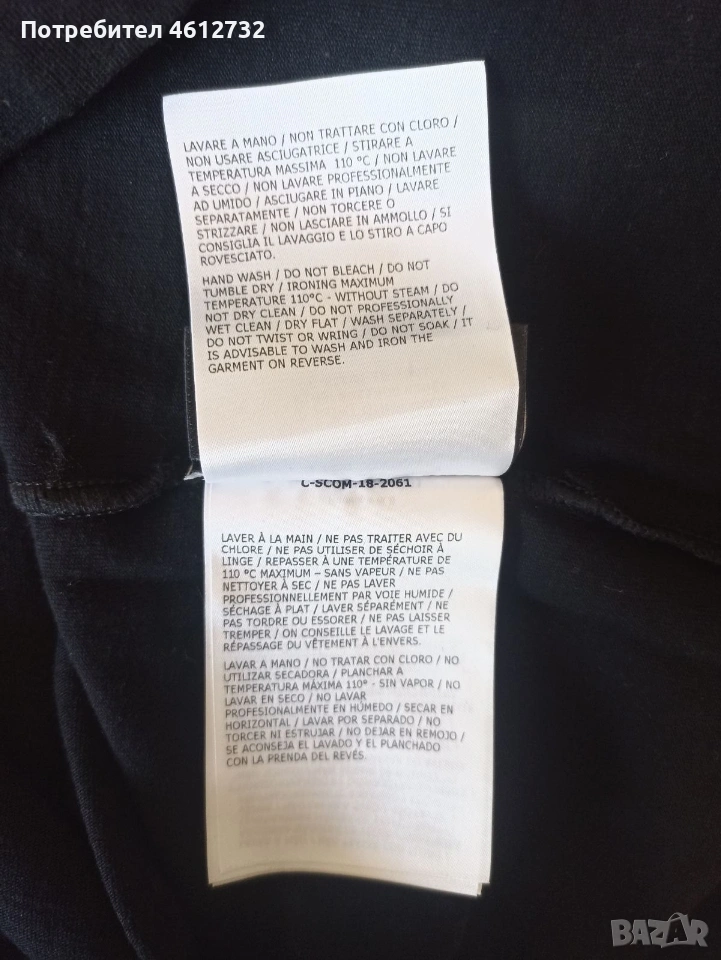 Потребител 4612732
LAVARE A MANO / NON TRATTARE CON CLORO /
NON USARE ASCIUGATRICE / STIRARE A
TEMPERATURA MASSIMA 110 °C / NON LAVARE
A SECCO / NON LAVARE PROFESSIONALMENTE
AD UMIDO / ASCIUGARE IN PIANO / LAVARE
SEPARATAMENTE / NON TORCERE O
STRIZZARE / NON LASCIARE IN AMMOLLO / SI
CONSIGLIA IL LAVAGGIO E LO STIRO A CAPO
ROVESCIATO.
HAND WASH / DO NOT BLEACH / DO NOT
TUMBLE DRY / IRONING MAXIMUM
TEMPERATURE 110°C - WITHOUT STEAM / DO
NOT DRY CLEAN / DO NOT PROFESSIONALLY
WET CLEAN / DRY FLAT / WASH SEPARATELY /
DO NOT TWIST OR WRING / DO NOT SOAK / IT
IS ADVISABLE TO WASH AND IRON THE
GARMENT ON REVERSE.
C-SCOM-18-2061
LAVER À LA MAIN / NE PAS TRAITER AVEC DU
CHLORE / NE PAS UTILISER DE SÉCHOIR À
LINGE / REPASSER À UNE TEMPÉRATURE DE
110 °C MAXIMUM – SANS VAPEUR / NE PAS
NETTOYER À SEC / NE PAS LAVER
PROFESSIONNELLEMENT PAR VOIE HUMIDE /
SÉCHAGE À PLAT / LAVER SÉPARÉMENT / NE
PAS TORDRE OU ESSORER / NE PAS LAISSER
TREMPER / ON CONSEILLE LE LAVAGE ET LE
REPASSAGE DU VÊTEMENT À L'ENVERS.
LAVAR A MANO / NO TRATAR CON CLORO / NO
UTILIZAR SECADORA / PLANCHAR A
TEMPERATURA MÁXIMA 110° - SIN VAPOR / NO
LAVAR EN SECO / NO LAVAR
PROFESIONALMENTE EN HÚMEDO / SECAR EN
HORIZONTAL / LAVAR POR SEPARADO / NO
TORCER NI ESTRUJAR / NO DEJAR EN REMOJO /
SE ACONSEJA EL LAVADO Y EL PLANCHADO
CON LA PRENDA DEL REVÉS.
BAZAR